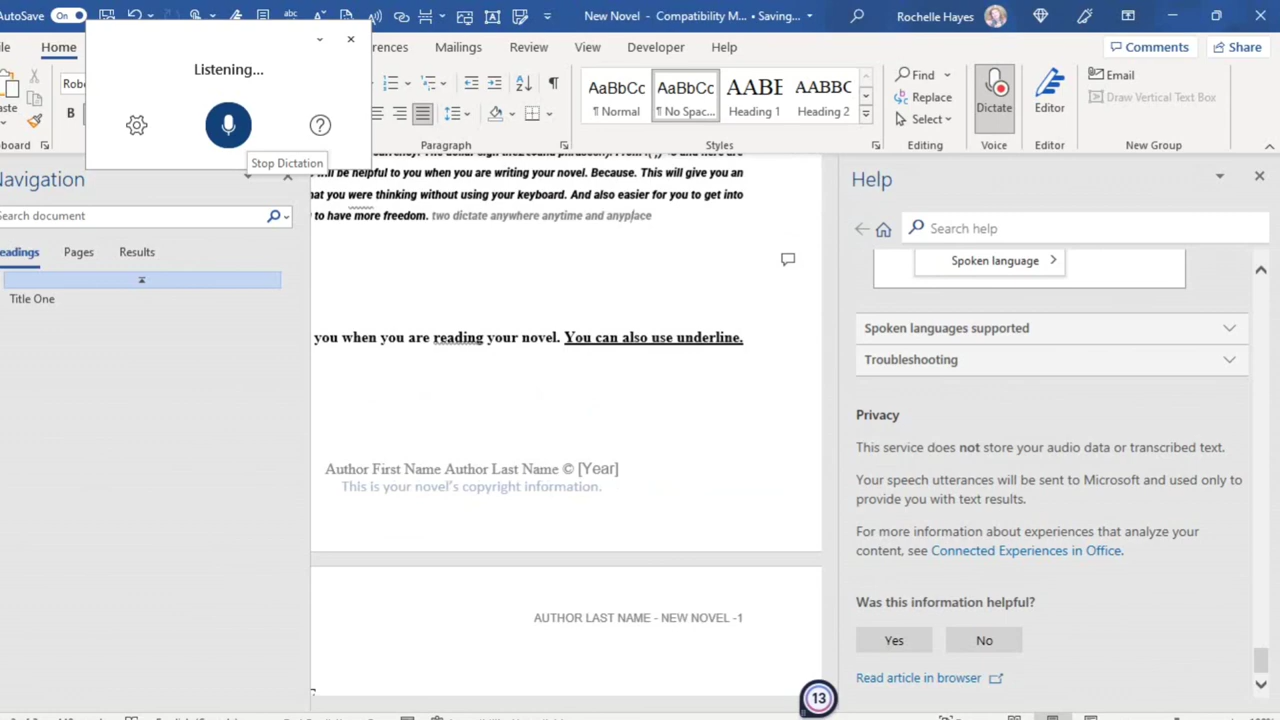 AutoSave On
New Novel - Compatibility M... • Saving...
Rochelle Hayes
Home
Mailings Review View Developer Help
Comments Share
Listening...
Stop Dictation
AaBbCc AaBbCc AABE AABBC
¶ Normal ¶ No Spac... Heading 1 Heading 2
Find
Replace
Select
Dictate
Editor
Email
Draw Vertical Text Box
Paragraph Styles Editing Voice Editor New Group
Search document
Pages Results
Title One
will be helpful to you when you are writing your novel. Because. This will give you an
you were thinking without using your keyboard. And also easier for you to get into
to have more freedom. two dictate anywhere anytime and anyplace
you when you are reading your novel. You can also use underline.
Author First Name Author Last Name © [Year]
This is your novel's copyright information.
AUTHOR LAST NAME - NEW NOVEL -1
13
Help
Search help
Spoken language
Spoken languages supported
Troubleshooting
Privacy
This service does not store your audio data or transcribed text.
Your speech utterances will be sent to Microsoft and used only to
provide you with text results.
For more information about experiences that analyze your
content, see Connected Experiences in Office.
Was this information helpful?
Yes No
Read article in browser